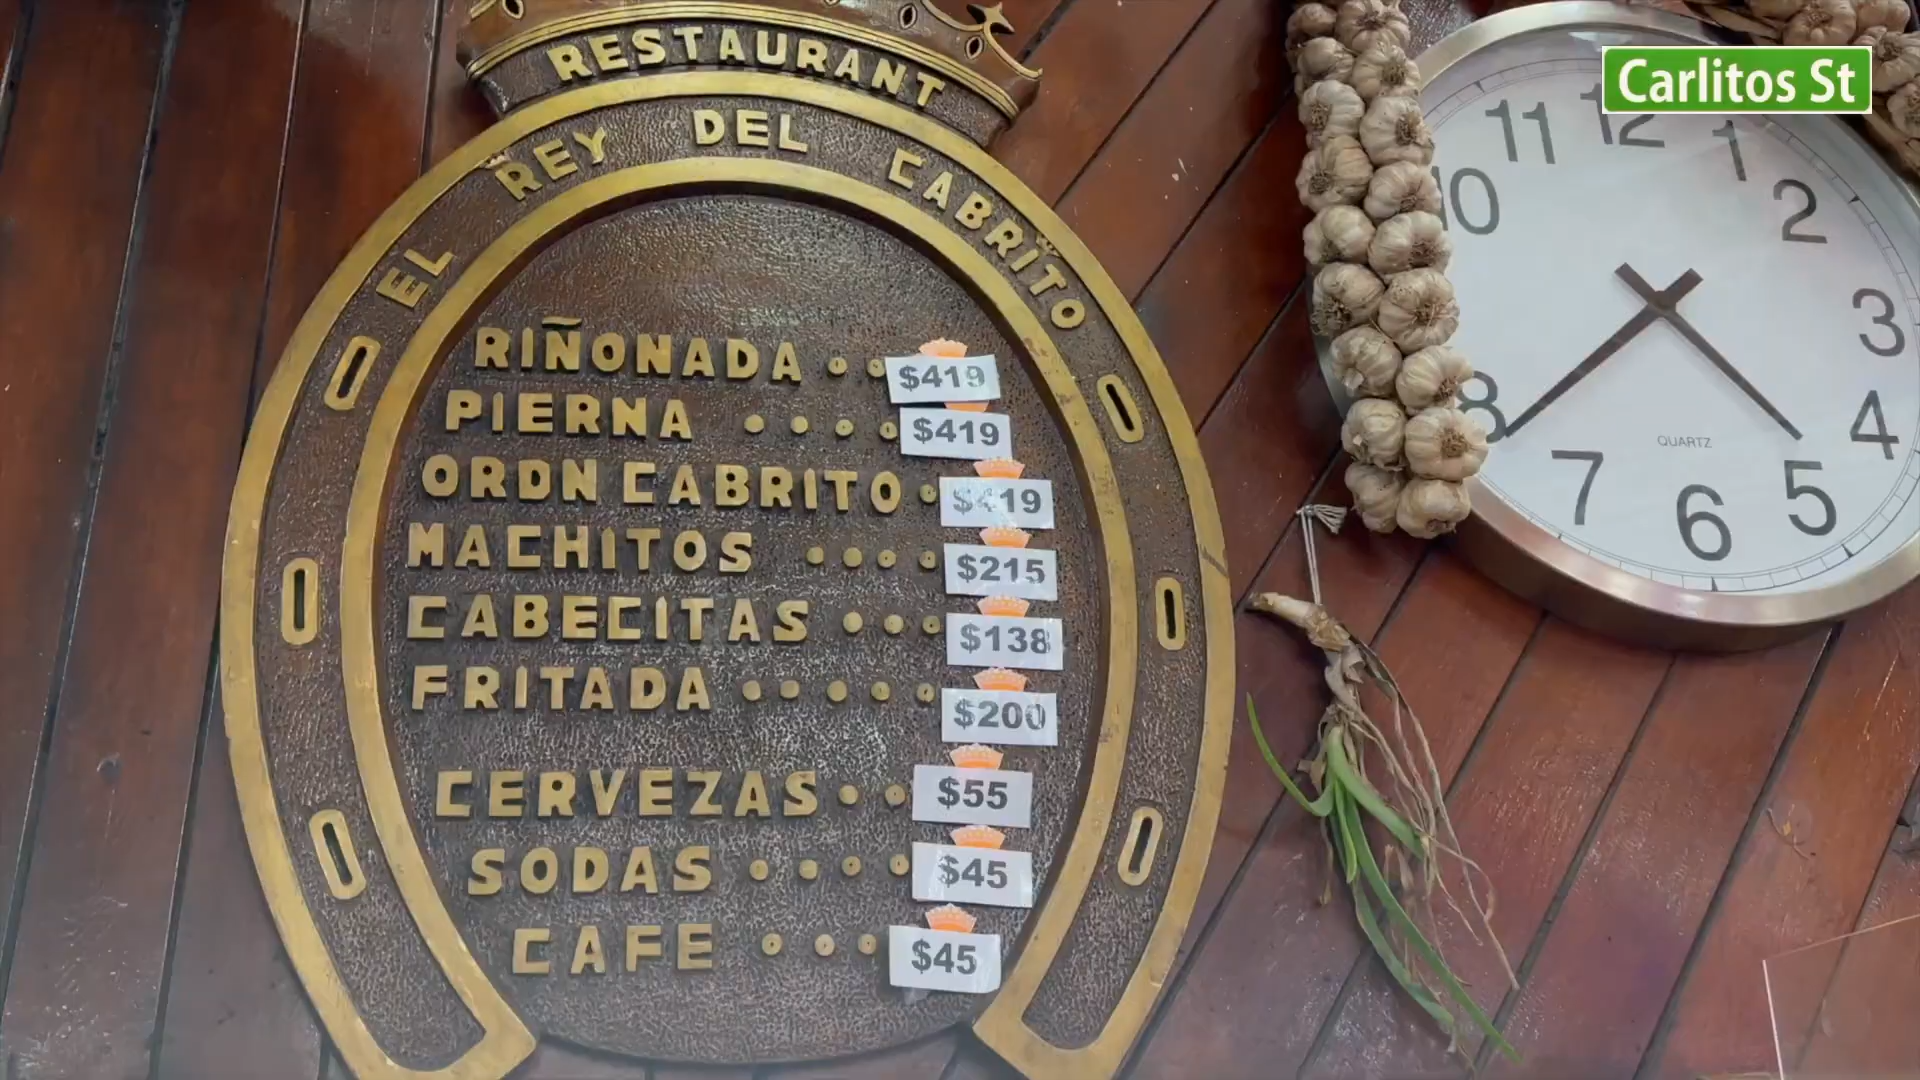 RESTAURANT
EL REY DEL CABRITO
RIÑONADA $419
PIERNA $419
ORDN CABRITO $419
MACHITOS $215
CABECITAS $138
FRITADA $200
CERVEZAS $55
SODAS $45
CAFE $45
Carlitos St
11 12 1
10 2
3
8 4
7 6 5
QUARTZ